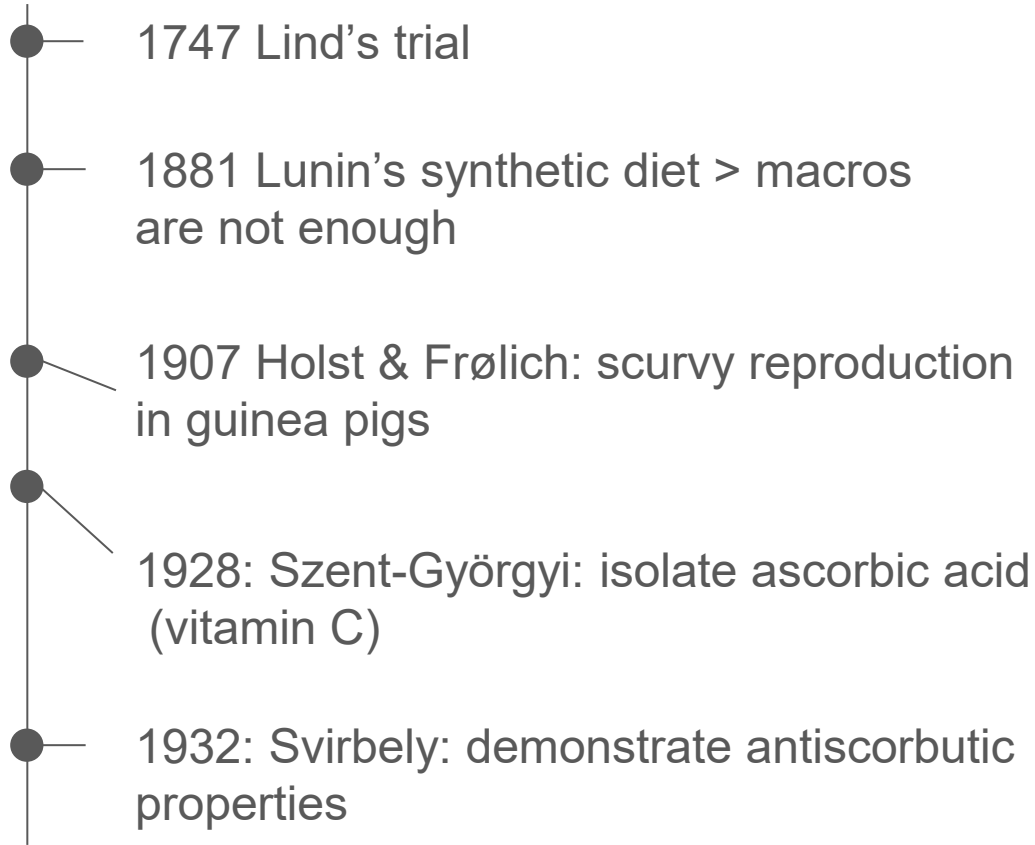 1747 Lind’s trial
1881 Lunin’s synthetic diet > macros
are not enough
1907 Holst & Frølich: scurvy reproduction
in guinea pigs
1928: Szent-Györgyi: isolate ascorbic acid
(vitamin C)
1932: Svirbely: demonstrate antiscorbutic
properties